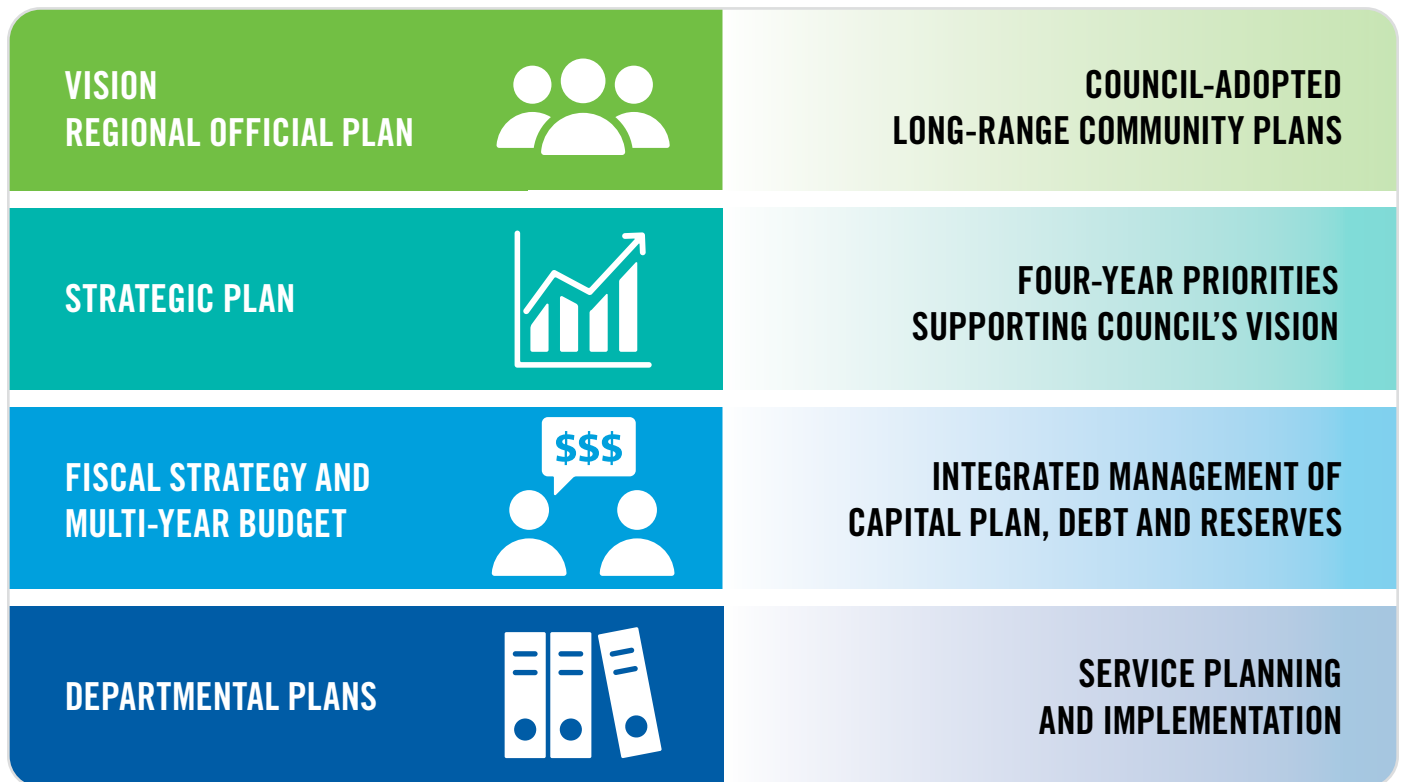 VISION
REGIONAL OFFICIAL PLAN
COUNCIL-ADOPTED
LONG-RANGE COMMUNITY PLANS
STRATEGIC PLAN
FOUR-YEAR PRIORITIES
SUPPORTING COUNCIL’S VISION
FISCAL STRATEGY AND
MULTI-YEAR BUDGET
$$$
INTEGRATED MANAGEMENT OF
CAPITAL PLAN, DEBT AND RESERVES
DEPARTMENTAL PLANS
SERVICE PLANNING
AND IMPLEMENTATION